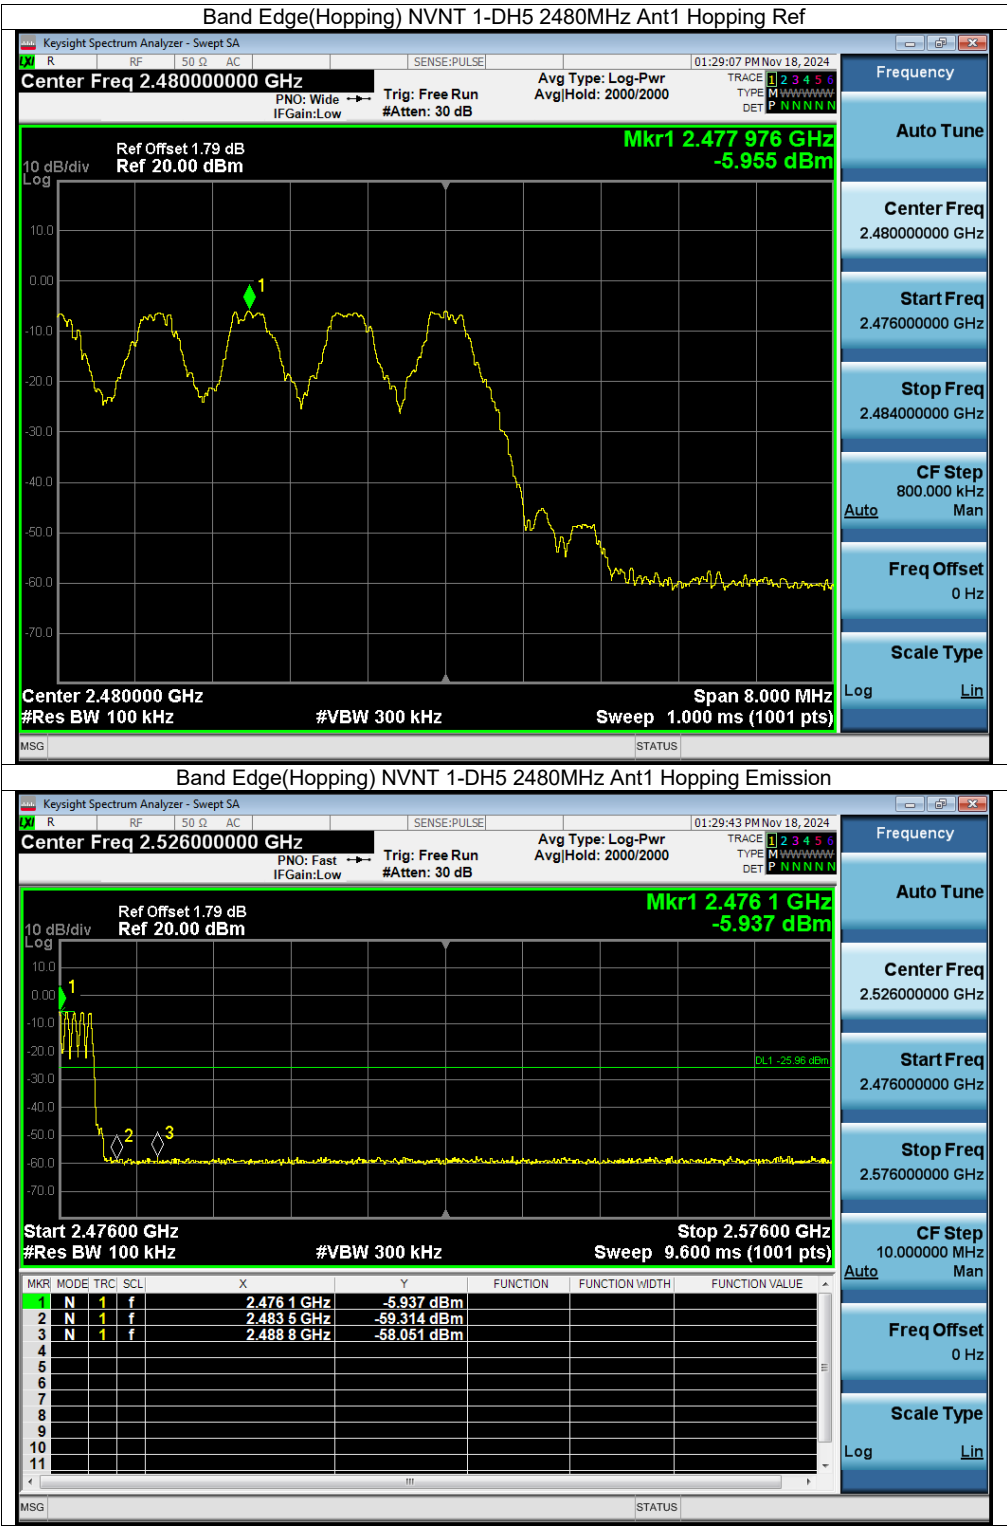 Band Edge(Hopping) NVNT 1-DH5 2480MHz Ant1 Hopping Ref
Keysight Spectrum Analyzer - Swept SA
LXI R RF 50 Ω AC SENSE:PULSE 01:29:07 PM Nov 18, 2024
Center Freq 2.480000000 GHz
PNO: Wide
IFGain:Low
Trig: Free Run
#Atten: 30 dB
Avg Type: Log-Pwr
Avg|Hold: 2000/2000
TRACE 1 2 3 4 5 6
TYPE M WWWWW
DET P N N N N N
Mkr1 2.477 976 GHz
-5.955 dBm
Ref Offset 1.79 dB
10 dB/div Ref 20.00 dBm
Log
10.0
0.00
-10.0
-20.0
-30.0
-40.0
-50.0
-60.0
-70.0
1
Center 2.480000 GHz Span 8.000 MHz
#Res BW 100 kHz #VBW 300 kHz Sweep 1.000 ms (1001 pts)
MSG STATUS
Frequency
Auto Tune
Center Freq
2.480000000 GHz
Start Freq
2.476000000 GHz
Stop Freq
2.484000000 GHz
CF Step
800.000 kHz
Auto Man
Freq Offset
0 Hz
Scale Type
Log Lin
Band Edge(Hopping) NVNT 1-DH5 2480MHz Ant1 Hopping Emission
Keysight Spectrum Analyzer - Swept SA
LXI R RF 50 Ω AC SENSE:PULSE 01:29:43 PM Nov 18, 2024
Center Freq 2.526000000 GHz
PNO: Fast
IFGain:Low
Trig: Free Run
#Atten: 30 dB
Avg Type: Log-Pwr
Avg|Hold: 2000/2000
TRACE 1 2 3 4 5 6
TYPE M WWWWW
DET P N N N N N
Mkr1 2.476 1 GHz
-5.937 dBm
Ref Offset 1.79 dB
10 dB/div Ref 20.00 dBm
Log
10.0
0.00
-10.0
-20.0
-30.0
-40.0
-50.0
-60.0
-70.0
1
DL1 -25.96 dBm
2 3
Start 2.47600 GHz Stop 2.57600 GHz
#Res BW 100 kHz #VBW 300 kHz Sweep 9.600 ms (1001 pts)
MKR MODE TRC SCL X Y FUNCTION FUNCTION WIDTH FUNCTION VALUE
1 N 1 f 2.476 1 GHz -5.937 dBm
2 N 1 f 2.483 5 GHz -59.314 dBm
3 N 1 f 2.488 8 GHz -58.051 dBm
4
5
6
7
8
9
10
11
MSG STATUS
Frequency
Auto Tune
Center Freq
2.526000000 GHz
Start Freq
2.476000000 GHz
Stop Freq
2.576000000 GHz
CF Step
10.000000 MHz
Auto Man
Freq Offset
0 Hz
Scale Type
Log Lin